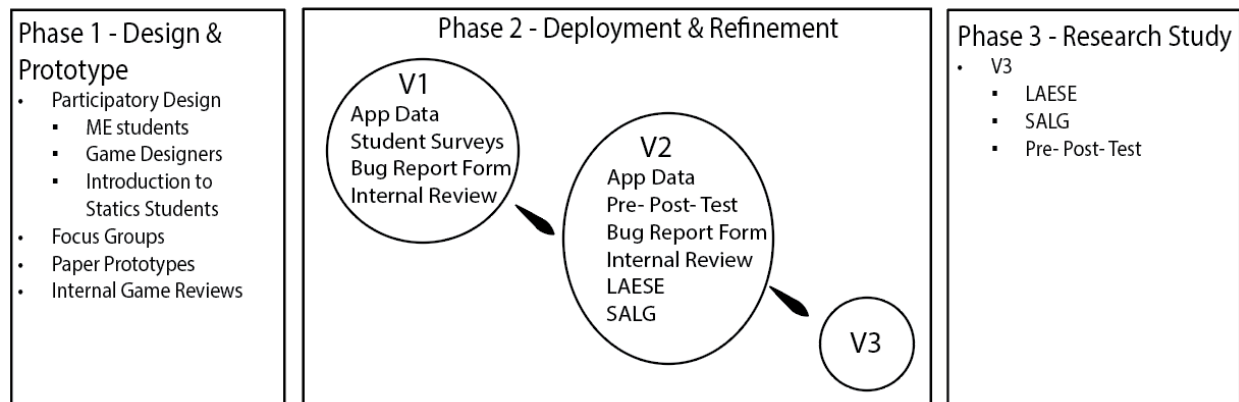 Phase 1 - Design &
Prototype
• Participatory Design
▪ ME students
▪ Game Designers
▪ Introduction to
Statics Students
• Focus Groups
• Paper Prototypes
• Internal Game Reviews
Phase 2 - Deployment & Refinement
V1
App Data
Student Surveys
Bug Report Form
Internal Review
V2
App Data
Pre- Post- Test
Bug Report Form
Internal Review
LAESE
SALG
V3
Phase 3 - Research Study
• V3
▪ LAESE
▪ SALG
▪ Pre- Post- Test